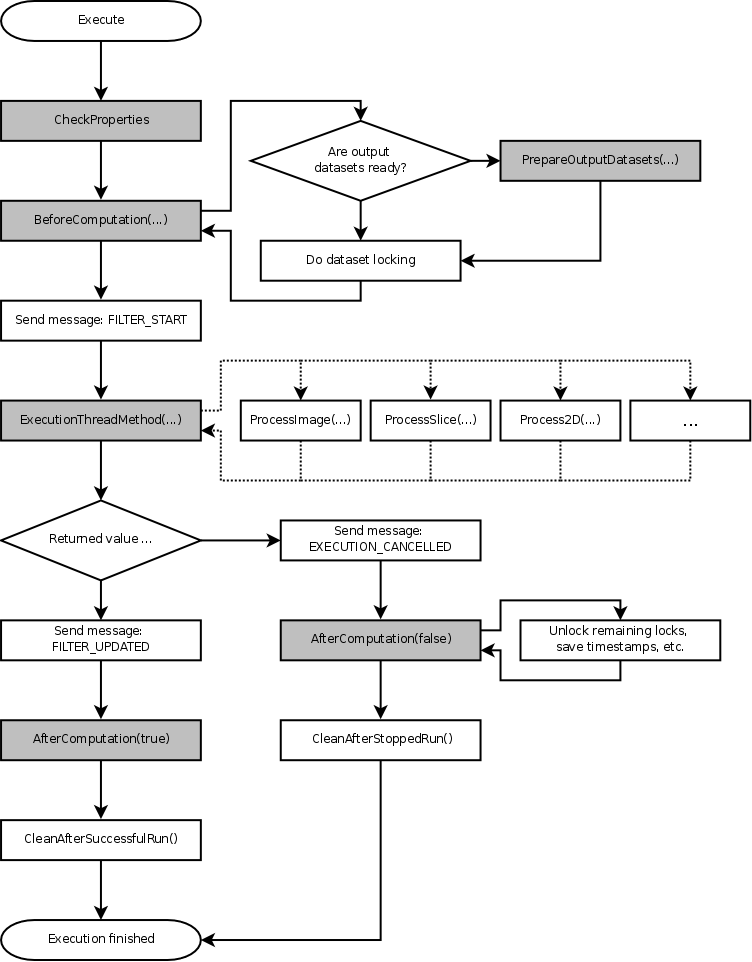 Execute
CheckProperties
Are output
datasets ready?
PrepareOutputDatasets(...)
BeforeComputation(...)
Do dataset locking
Send message: FILTER_START
ExecutionThreadMethod(...)
ProcessImage(...)
ProcessSlice(...)
Process2D(...)
...
Returned value ...
Send message:
EXECUTION_CANCELLED
Send message:
FILTER_UPDATED
AfterComputation(false)
Unlock remaining locks,
save timestamps, etc.
AfterComputation(true)
CleanAfterStoppedRun()
CleanAfterSuccessfulRun()
Execution finished